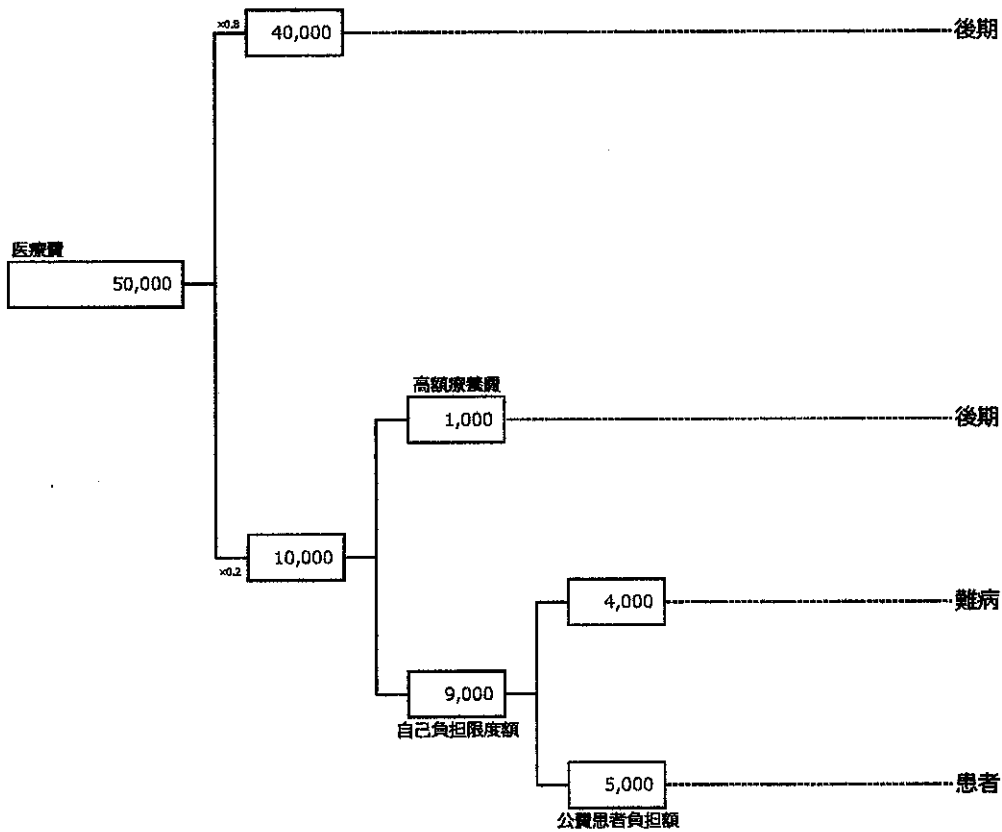 ×0.8
40,000
後期
医療費
50,000
高額療養費
1,000
後期
×0.2
10,000
4,000
難病
9,000
自己負担限度額
5,000
患者
公費患者負担額